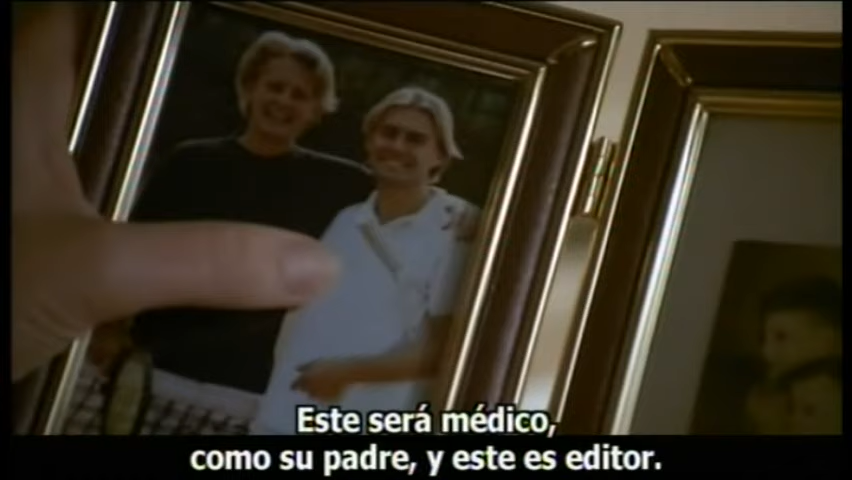 Este será médico,
como su padre, y este es editor.